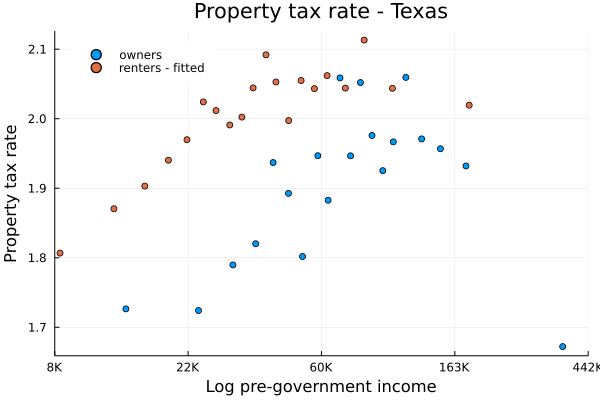 Property tax rate - Texas
owners
renters - fitted
Property tax rate
2.1
2.0
1.9
1.8
1.7
8K
22K
60K
163K
442K
Log pre-government income